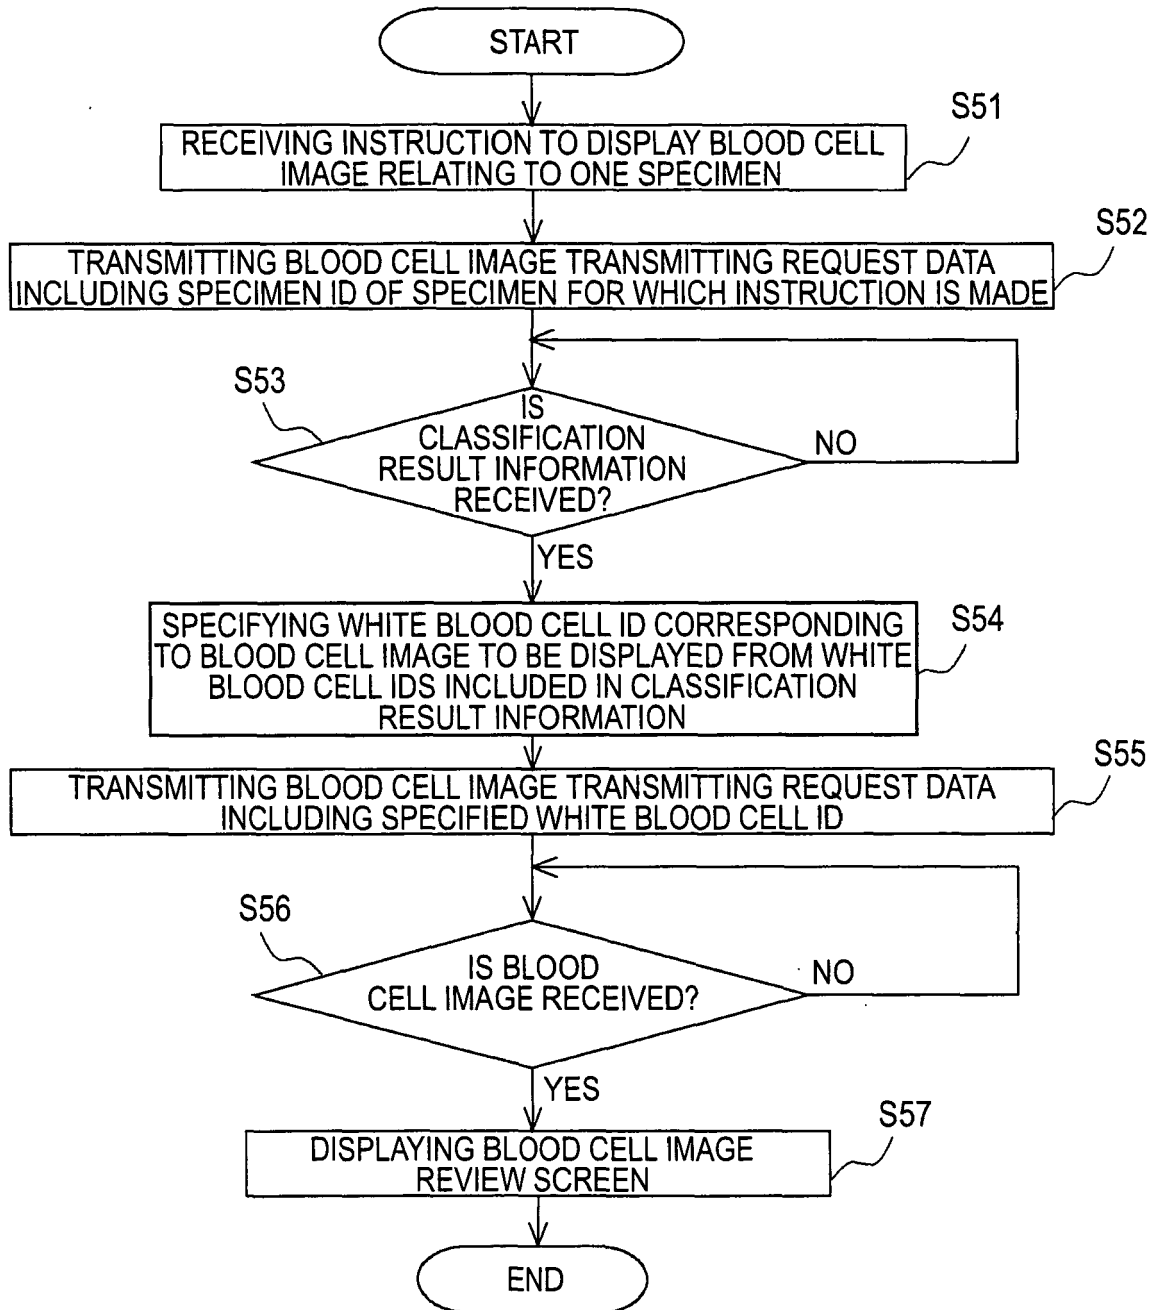 START
S51
RECEIVING INSTRUCTION TO DISPLAY BLOOD CELL
IMAGE RELATING TO ONE SPECIMEN
S52
TRANSMITTING BLOOD CELL IMAGE TRANSMITTING REQUEST DATA
INCLUDING SPECIMEN ID OF SPECIMEN FOR WHICH INSTRUCTION IS MADE
S53
IS
CLASSIFICATION
RESULT INFORMATION
RECEIVED?
NO
YES
SPECIFYING WHITE BLOOD CELL ID CORRESPONDING
TO BLOOD CELL IMAGE TO BE DISPLAYED FROM WHITE
BLOOD CELL IDS INCLUDED IN CLASSIFICATION
RESULT INFORMATION
S54
S55
TRANSMITTING BLOOD CELL IMAGE TRANSMITTING REQUEST DATA
INCLUDING SPECIFIED WHITE BLOOD CELL ID
S56
IS BLOOD
CELL IMAGE RECEIVED?
NO
YES
S57
DISPLAYING BLOOD CELL IMAGE
REVIEW SCREEN
END